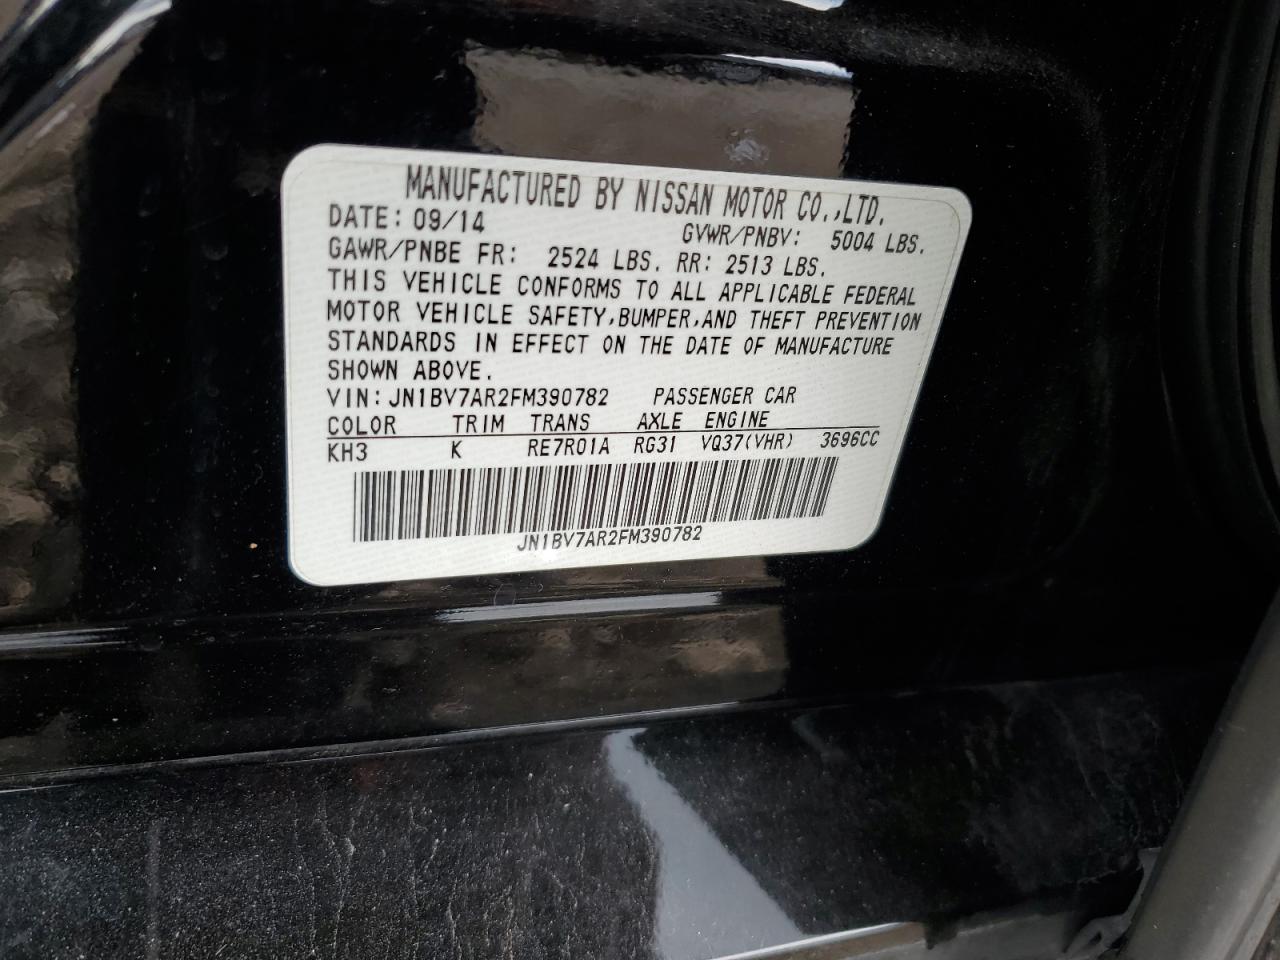 MANUFACTURED BY NISSAN MOTOR CO.,LTD.
DATE: 09/14 GVWR/PNBV: 5004 LBS.
GAWR/PNBE FR: 2524 LBS. RR: 2513 LBS.
THIS VEHICLE CONFORMS TO ALL APPLICABLE FEDERAL
MOTOR VEHICLE SAFETY,BUMPER,AND THEFT PREVENTION
STANDARDS IN EFFECT ON THE DATE OF MANUFACTURE
SHOWN ABOVE.
VIN: JN1BV7AR2FM390782 PASSENGER CAR
COLOR TRIM TRANS AXLE ENGINE
KH3 K RE7R01A RG31 VQ37(VHR) 3696CC
JN1BV7AR2FM390782